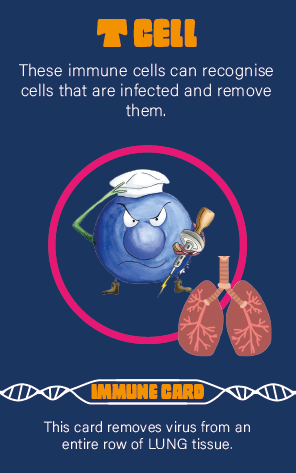 T CELL
These immune cells can recognise
cells that are infected and remove
them.
IMMUNE CARD
This card removes virus from an
entire row of LUNG tissue.